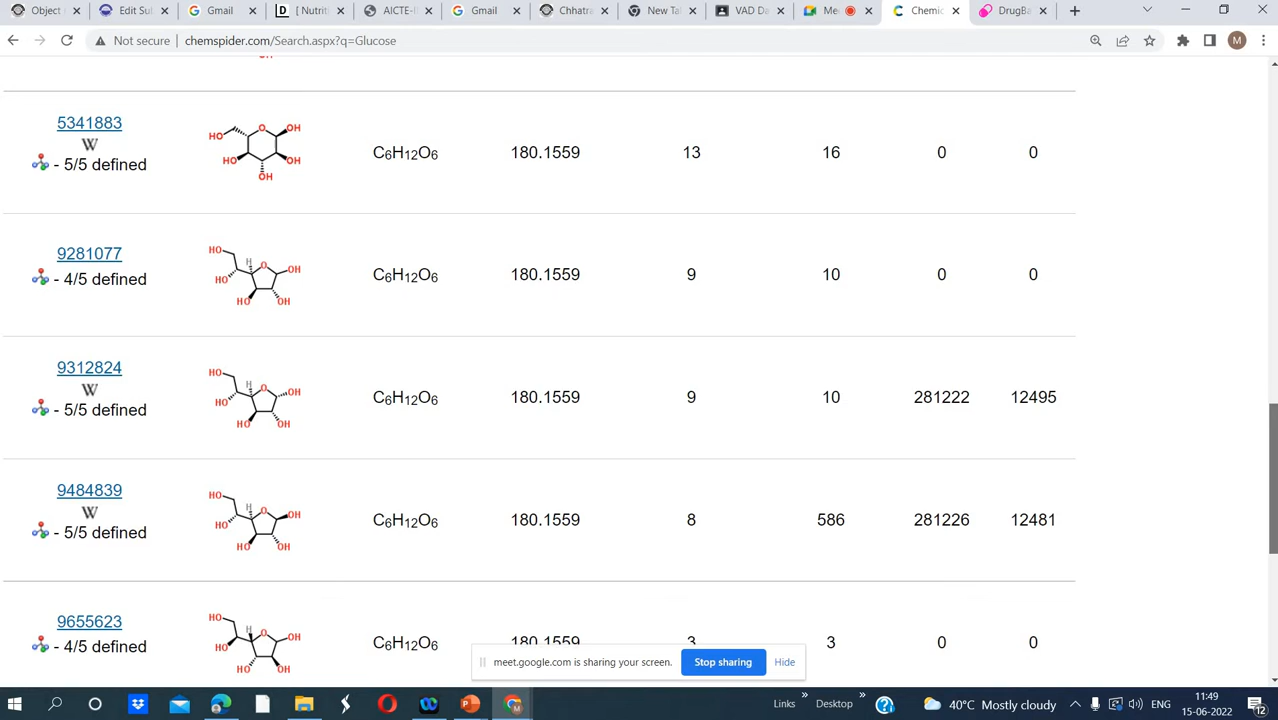 Object
Edit Sul
Gmail
[ Nutriti
AICTE-I
Gmail
Chhatra
New Ta
VAD Da
Me
Chemic
DrugBa
Not secure
chemspider.com/Search.aspx?q=Glucose
M
OH
5341883
W
- 5/5 defined
HO O OH
HO OH
OH
C6H12O6 180.1559 13 16 0 0
9281077
- 4/5 defined
HO
H O OH
HO
HO OH
C6H12O6 180.1559 9 10 0 0
9312824
W
- 5/5 defined
HO
H O OH
HO
HO OH
C6H12O6 180.1559 9 10 281222 12495
9484839
W
- 5/5 defined
HO
H O OH
HO
HO OH
C6H12O6 180.1559 8 586 281226 12481
9655623
- 4/5 defined
HO
H O OH
HO
HO OH
C6H12O6 180.1559 3 3 0 0
meet.google.com is sharing your screen. Stop sharing Hide
Links » Desktop » 40°C Mostly cloudy ENG
11:49
15-06-2022
12